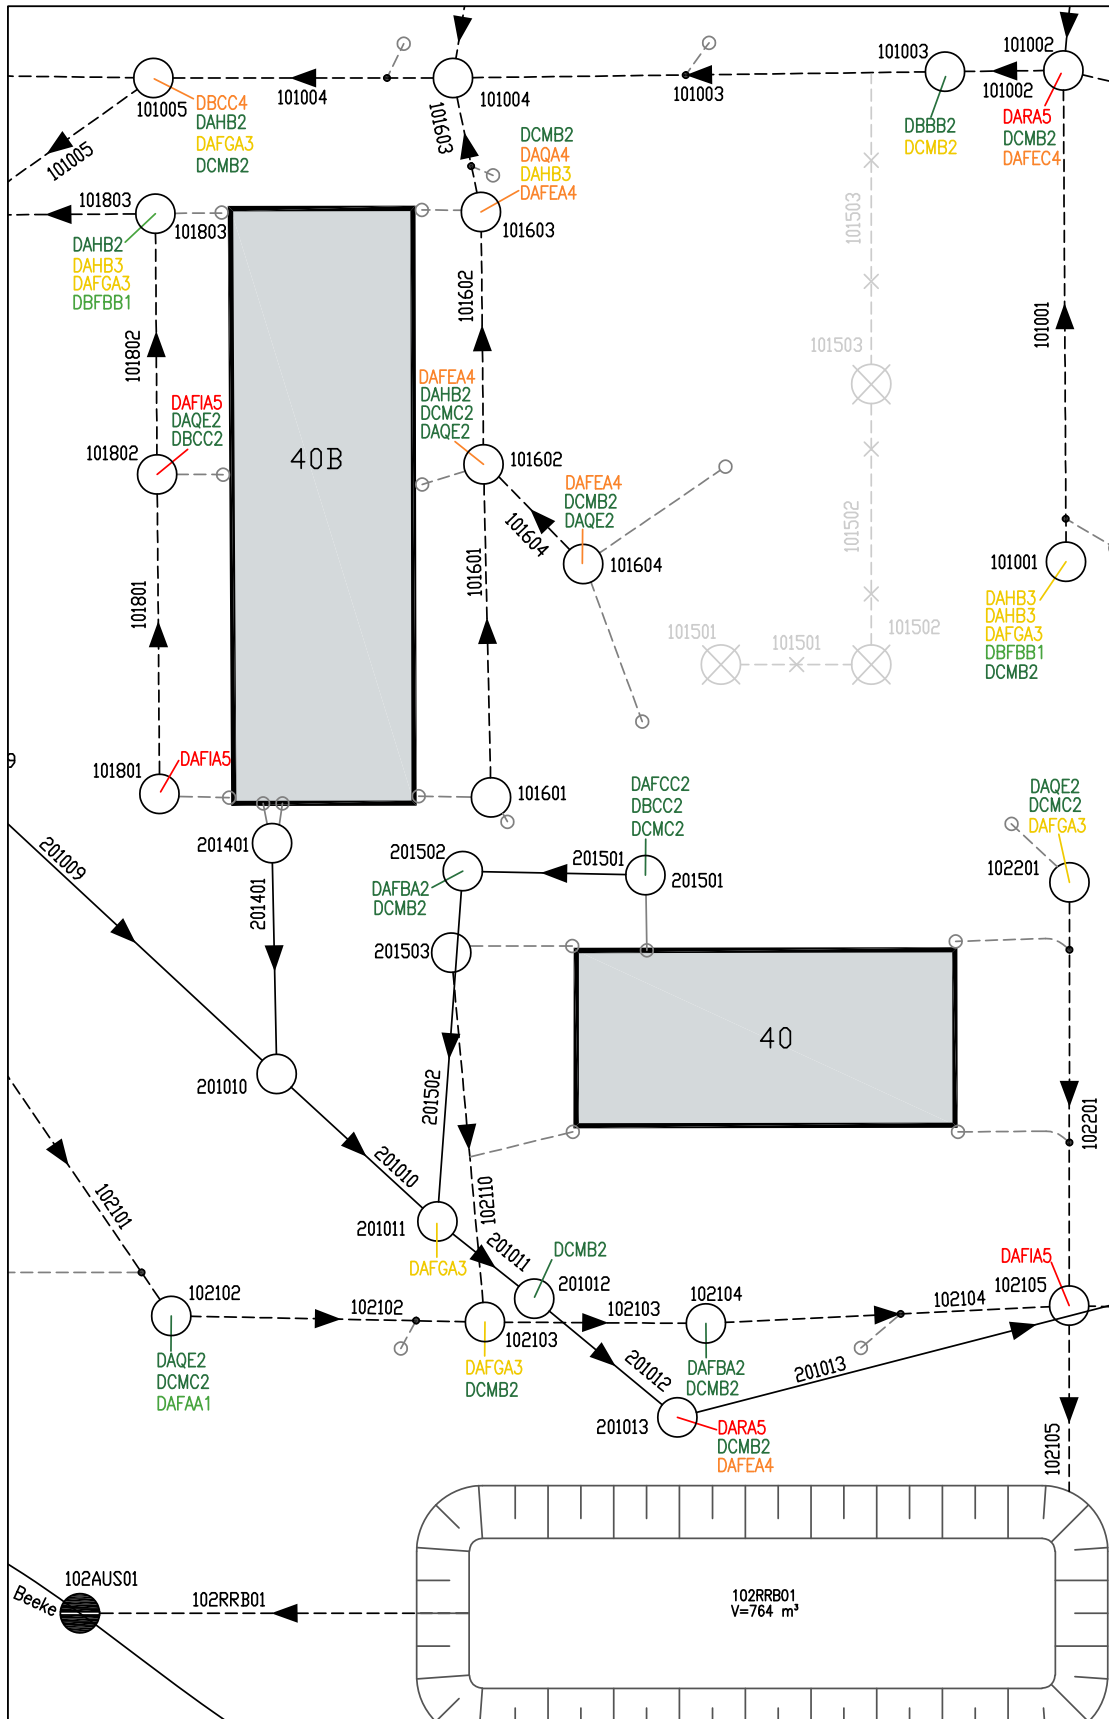 101003
101002
101005
101004
101004
101003
101002
DBCC4
DAHB2
DAFGA3
DCMB2
101603
DCMB2
DAQA4
DAHB3
DAFEA4
DBBB2
DCMB2
DARA5
DCMB2
DAFEC4
101005
101803
101803
101603
101503
DAHB2
DAHB3
DAFGA3
DBFBB1
101602
101001
101802
101503
DAFIA5
DAQE2
DBCC2
DAFEA4
DAHB2
DCMC2
DAQE2
101802
40B
101602
DAFEA4
DCMB2
DAQE2
101502
101604
101604
101001
101601
101801
DAHB3
DAHB3
DAFGA3
DBFBB1
DCMB2
101501
101501
101502
9
101801
DAFIA5
101601
DAFCC2
DBCC2
DCMC2
DAQE2
DCMC2
DAFGA3
201009
201401
201502
201501
201501
102201
201401
DAFBA2
DCMB2
201503
40
201010
201502
102201
201010
102101
102110
201011
201011
DAFGA3
DCMB2
DAFIA5
201012
102102
102102
102103
102103
102104
102104
102105
DAQE2
DCMC2
DAFAA1
DAFGA3
DCMB2
201012
DAFBA2
DCMB2
201013
201013
DARA5
DCMB2
DAFEA4
102105
102AUS01
Beeke
102RRB01
102RRB01
V=764 m³